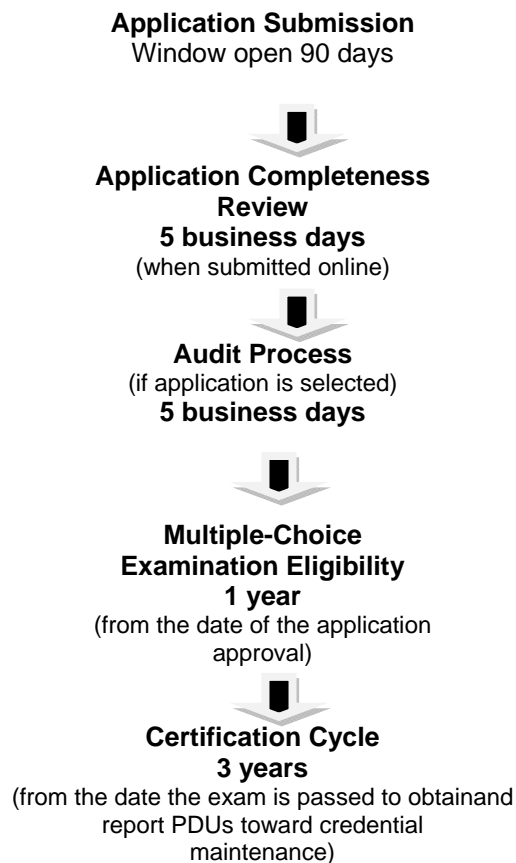 Application Submission
Window open 90 days
Application Completeness
Review
5 business days
(when submitted online)
Audit Process
(if application is selected)
5 business days
Multiple-Choice
Examination Eligibility
1 year
(from the date of the application
approval)
Certification Cycle
3 years
(from the date the exam is passed to obtainand
report PDUs toward credential
maintenance)